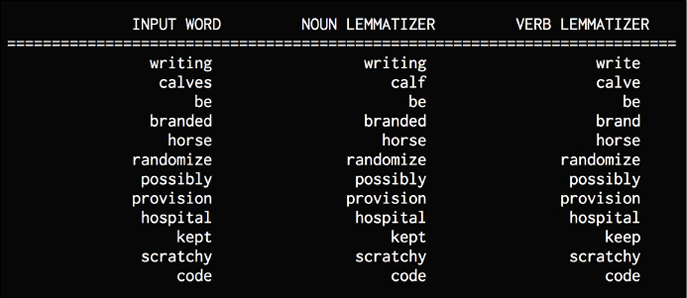 INPUT WORD NOUN LEMMATIZER VERB LEMMATIZER
===========================================================================
writing writing write
calves calf calve
be be be
branded branded brand
horse horse horse
randomize randomize randomize
possibly possibly possibly
provision provision provision
hospital hospital hospital
kept kept keep
scratchy scratchy scratchy
code code code